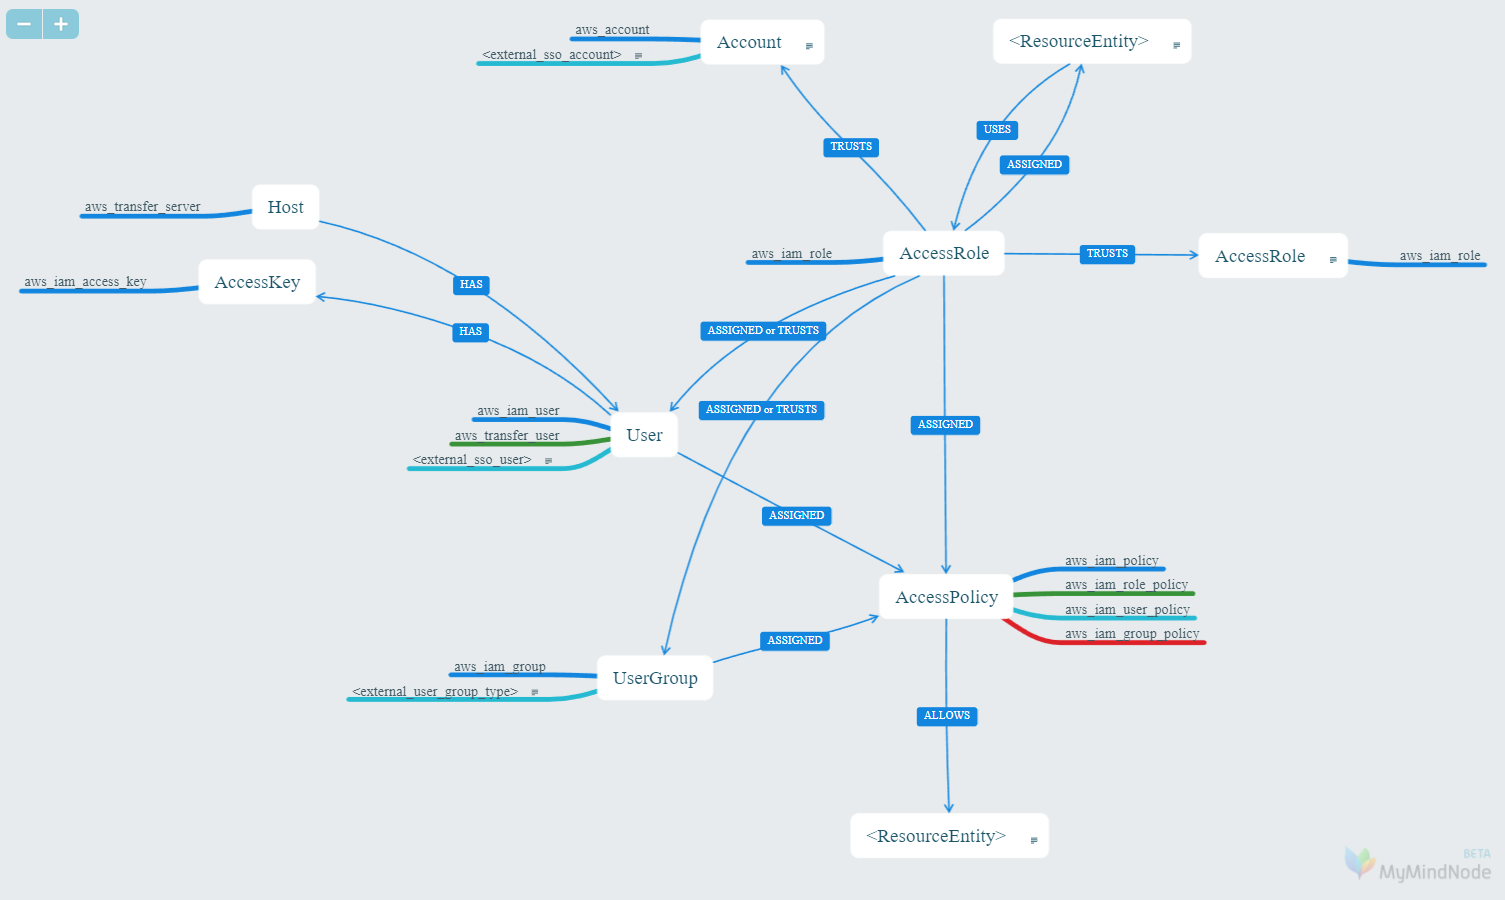 aws_account
<external_sso_account>
Account
<ResourceEntity>
USES
TRUSTS
ASSIGNED
aws_transfer_server
Host
aws_iam_role
AccessRole
TRUSTS
AccessRole
aws_iam_role
aws_iam_access_key
AccessKey
HAS
HAS
ASSIGNED or TRUSTS
ASSIGNED or TRUSTS
ASSIGNED
aws_iam_user
aws_transfer_user
<external_sso_user>
User
ASSIGNED
aws_iam_policy
aws_iam_role_policy
aws_iam_user_policy
aws_iam_group_policy
AccessPolicy
ASSIGNED
aws_iam_group
<external_user_group_type>
UserGroup
ALLOWS
<ResourceEntity>
BETA
MyMindNode